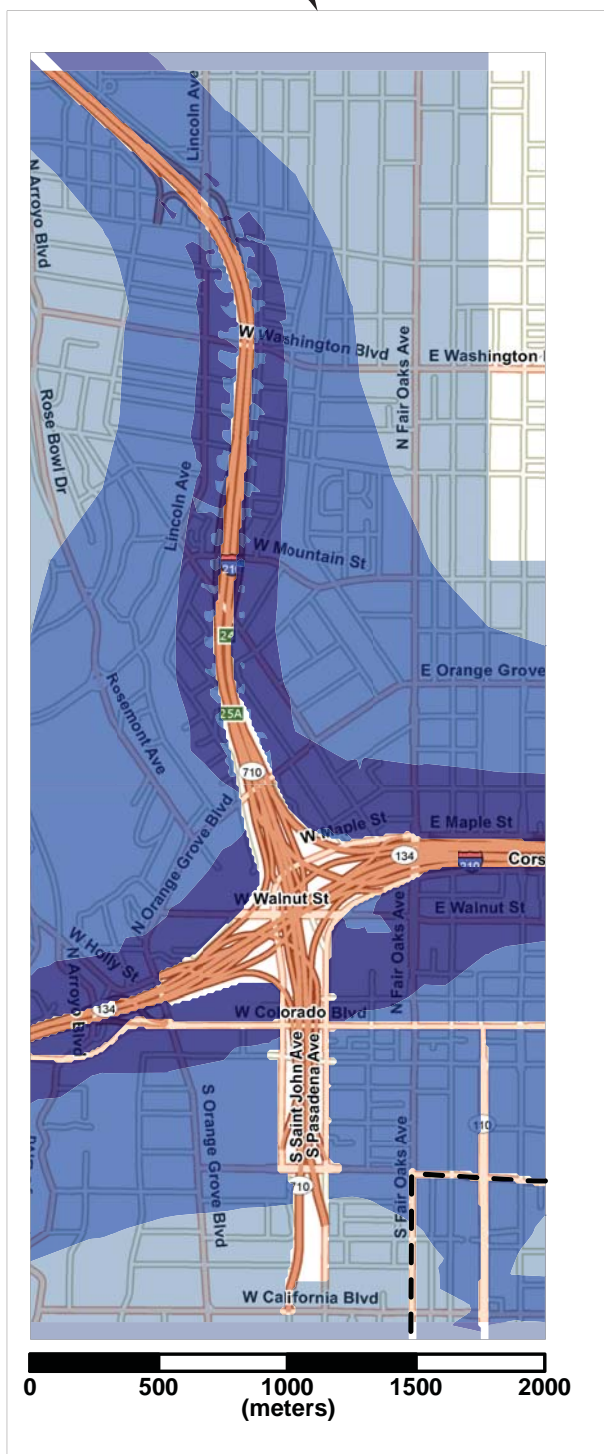 Lincoln Ave
N Arroyo Blvd
W Washington Blvd
E Washington
N Fair Oaks Ave
Rose Bowl Dr
Lincoln Ave
W Mountain St
210
24
E Orange Grove
Rosemont Ave
25A
710
N Orange Grove Blvd
W Maple St
E Maple St
134
210
Cors
W Walnut St
E Walnut St
W Holly St
N Arroyo Blvd
134
N Fair Oaks Ave
W Colorado Blvd
S Saint John Ave
S Pasadena Ave
S Orange Grove Blvd
110
S Fair Oaks Ave
710
W California Blvd
0 500 1000 1500 2000
(meters)